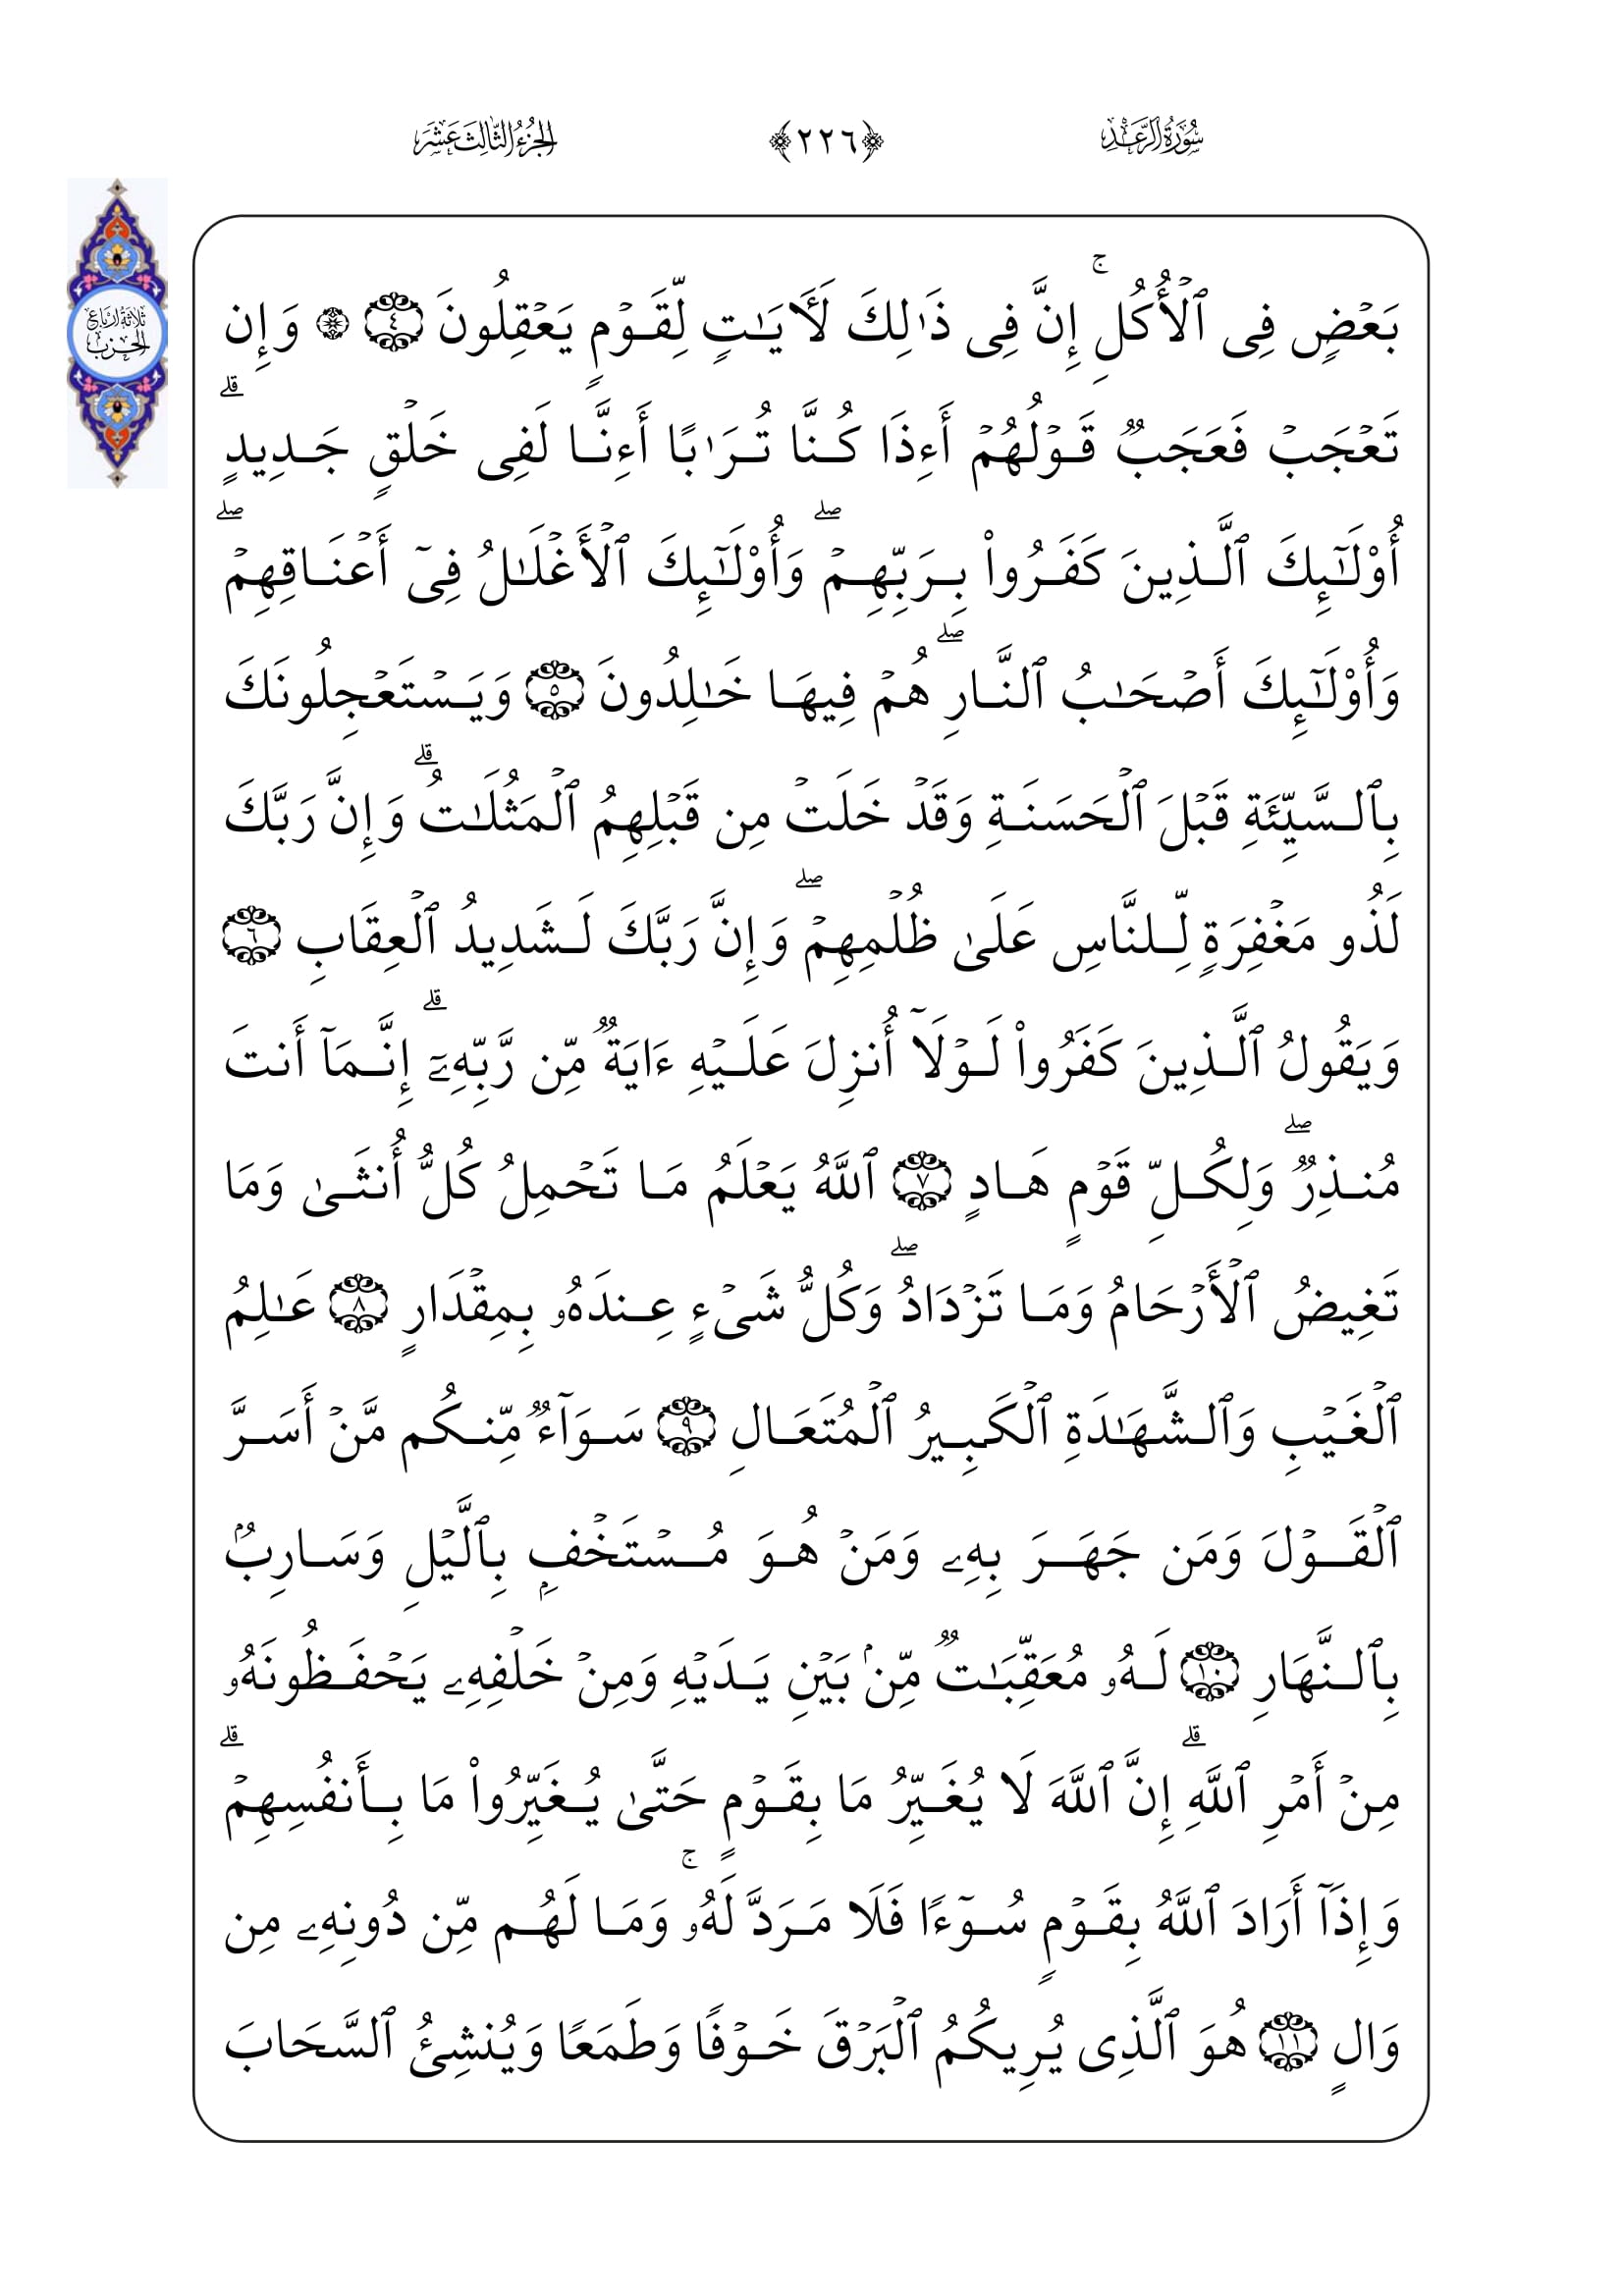 سُورَةُ الرَّعْدِ ﴿٢٢٦﴾ الجُزْءُ الثَّالِثَ عَشَرَ
ثَلَاثَةُ أَرْبَاعِ
الحِزْبِ
بَعۡضٖ فِي ٱلۡأُكُلِۚ إِنَّ فِي ذَٰلِكَ لَأٓيَٰتٖ لِّقَوۡمٖ يَعۡقِلُونَ ٤ ۞ وَإِن
تَعۡجَبۡ فَعَجَبٞ قَوۡلُهُمۡ أَءِذَا كُنَّا تُرَٰبًا أَءِنَّا لَفِي خَلۡقٖ جَدِيدٍۗ
أُوْلَٰٓئِكَ ٱلَّذِينَ كَفَرُواْ بِرَبِّهِمۡۖ وَأُوْلَٰٓئِكَ ٱلۡأَغۡلَٰلُ فِيٓ أَعۡنَاقِهِمۡۖ
وَأُوْلَٰٓئِكَ أَصۡحَٰبُ ٱلنَّارِۖ هُمۡ فِيهَا خَٰلِدُونَ ٥ وَيَسۡتَعۡجِلُونَكَ
بِٱلسَّيِّئَةِ قَبۡلَ ٱلۡحَسَنَةِ وَقَدۡ خَلَتۡ مِن قَبۡلِهِمُ ٱلۡمَثُلَٰتُۗ وَإِنَّ رَبَّكَ
لَذُو مَغۡفِرَةٖ لِّلنَّاسِ عَلَىٰ ظُلۡمِهِمۡۖ وَإِنَّ رَبَّكَ لَشَدِيدُ ٱلۡعِقَابِ ٦
وَيَقُولُ ٱلَّذِينَ كَفَرُواْ لَوۡلَآ أُنزِلَ عَلَيۡهِ ءَايَةٞ مِّن رَّبِّهِۦٓۗ إِنَّمَآ أَنتَ
مُنذِرٞۖ وَلِكُلِّ قَوۡمٍ هَادٍ ٧ ٱللَّهُ يَعۡلَمُ مَا تَحۡمِلُ كُلُّ أُنثَىٰ وَمَا
تَغِيضُ ٱلۡأَرۡحَامُ وَمَا تَزۡدَادُۖ وَكُلُّ شَيۡءٍ عِندَهُۥ بِمِقۡدَارٍ ٨ عَٰلِمُ
ٱلۡغَيۡبِ وَٱلشَّهَٰدَةِ ٱلۡكَبِيرُ ٱلۡمُتَعَالِ ٩ سَوَآءٞ مِّنكُم مَّنۡ أَسَرَّ
ٱلۡقَوۡلَ وَمَن جَهَرَ بِهِۦ وَمَنۡ هُوَ مُسۡتَخۡفِۭ بِٱلَّيۡلِ وَسَارِبُۢ
بِٱلنَّهَارِ ١٠ لَهُۥ مُعَقِّبَٰتٞ مِّنۢ بَيۡنِ يَدَيۡهِ وَمِنۡ خَلۡفِهِۦ يَحۡفَظُونَهُۥ
مِنۡ أَمۡرِ ٱللَّهِۗ إِنَّ ٱللَّهَ لَا يُغَيِّرُ مَا بِقَوۡمٍ حَتَّىٰ يُغَيِّرُواْ مَا بِأَنفُسِهِمۡۗ
وَإِذَآ أَرَادَ ٱللَّهُ بِقَوۡمٖ سُوٓءٗا فَلَا مَرَدَّ لَهُۥۚ وَمَا لَهُم مِّن دُونِهِۦ مِن
وَالٍ ١١ هُوَ ٱلَّذِي يُرِيكُمُ ٱلۡبَرۡقَ خَوۡفٗا وَطَمَعٗا وَيُنشِئُ ٱلسَّحَابَ